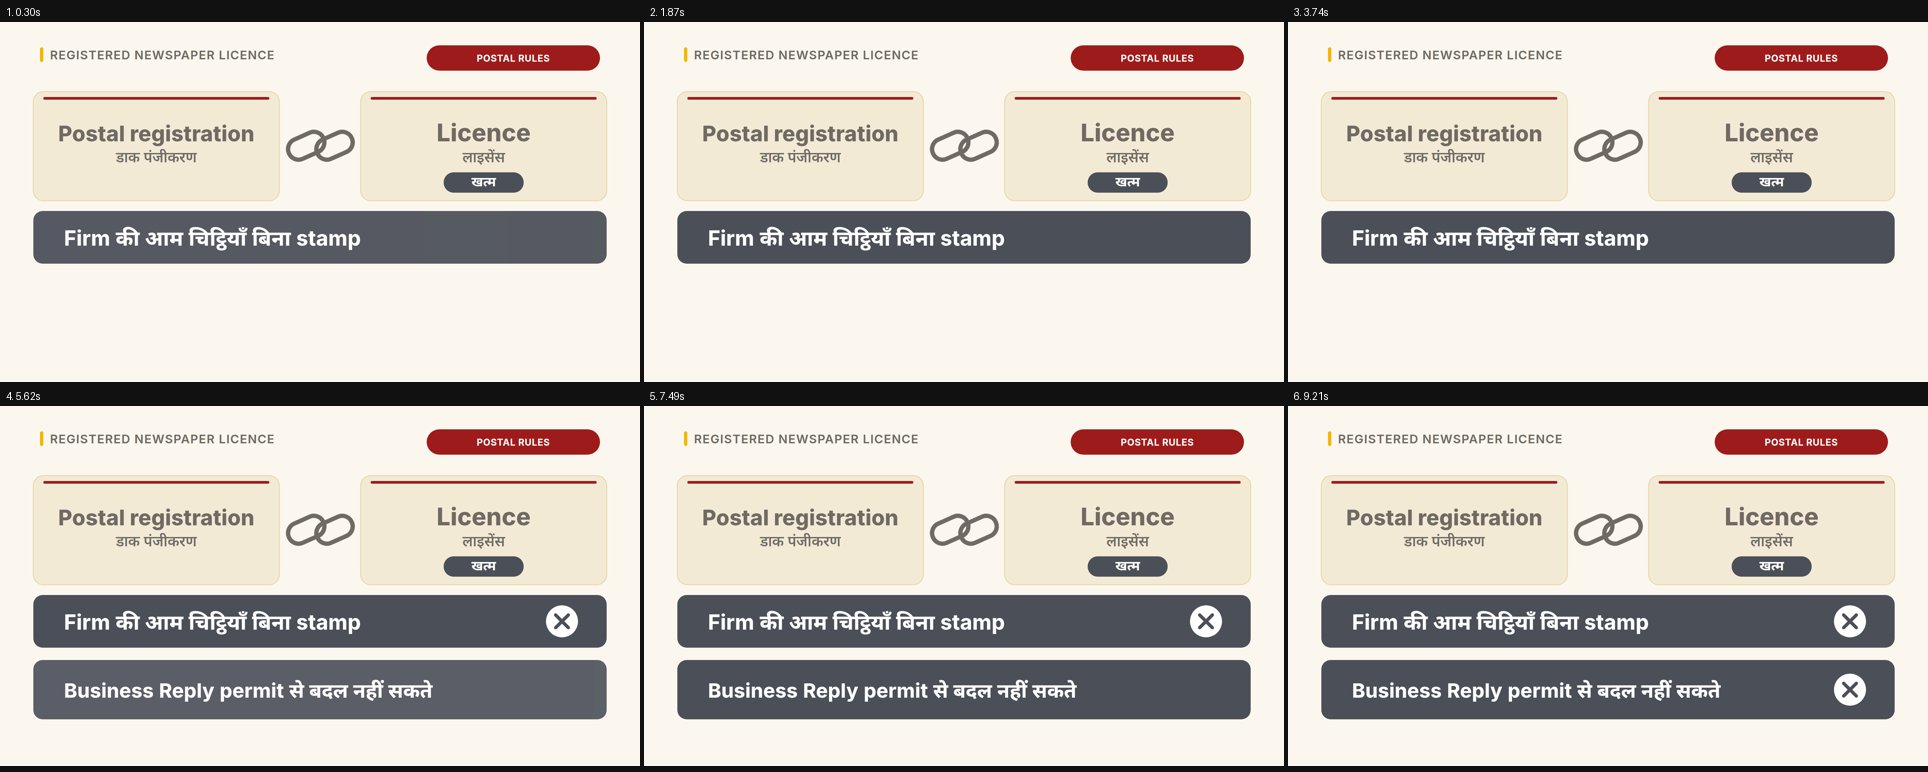 1. 0.30s
REGISTERED NEWSPAPER LICENCE
POSTAL RULES
Postal registration
डाक पंजीकरण
Licence
लाइसेंस
खत्म
Firm की आम चिट्ठियाँ बिना stamp
2. 1.87s
REGISTERED NEWSPAPER LICENCE
POSTAL RULES
Postal registration
डाक पंजीकरण
Licence
लाइसेंस
खत्म
Firm की आम चिट्ठियाँ बिना stamp
3. 3.74s
REGISTERED NEWSPAPER LICENCE
POSTAL RULES
Postal registration
डाक पंजीकरण
Licence
लाइसेंस
खत्म
Firm की आम चिट्ठियाँ बिना stamp
4. 5.62s
REGISTERED NEWSPAPER LICENCE
POSTAL RULES
Postal registration
डाक पंजीकरण
Licence
लाइसेंस
खत्म
Firm की आम चिट्ठियाँ बिना stamp
Business Reply permit से बदल नहीं सकते
5. 7.49s
REGISTERED NEWSPAPER LICENCE
POSTAL RULES
Postal registration
डाक पंजीकरण
Licence
लाइसेंस
खत्म
Firm की आम चिट्ठियाँ बिना stamp
Business Reply permit से बदल नहीं सकते
6. 9.21s
REGISTERED NEWSPAPER LICENCE
POSTAL RULES
Postal registration
डाक पंजीकरण
Licence
लाइसेंस
खत्म
Firm की आम चिट्ठियाँ बिना stamp
Business Reply permit से बदल नहीं सकते